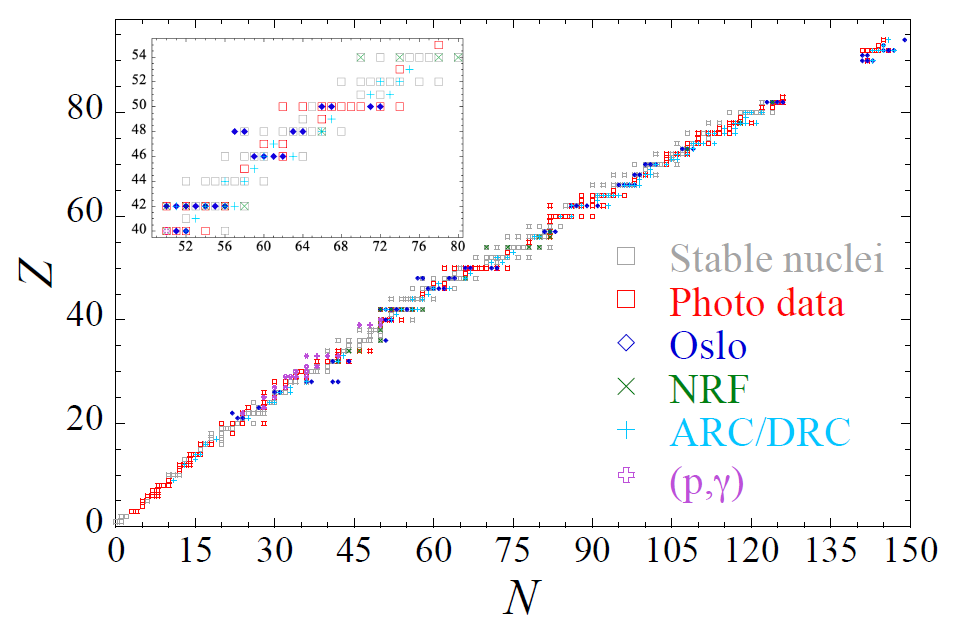 80
60
40
20
0
Z
54
52
50
48
46
44
42
40
52 56 60 64 68 72 76 80
Stable nuclei
Photo data
Oslo
NRF
ARC/DRC
(p,γ)
0 15 30 45 60 75 90 105 120 135 150
N